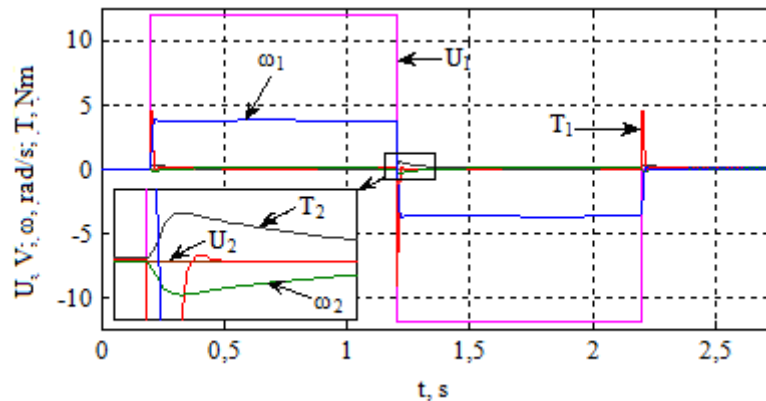 U, V; ω, rad/s; T, Nm
10
5
0
-5
-10
ω₁
U₁
T₁
T₂
U₂
ω₂
0
0,5
1
1,5
2
2,5
t, s